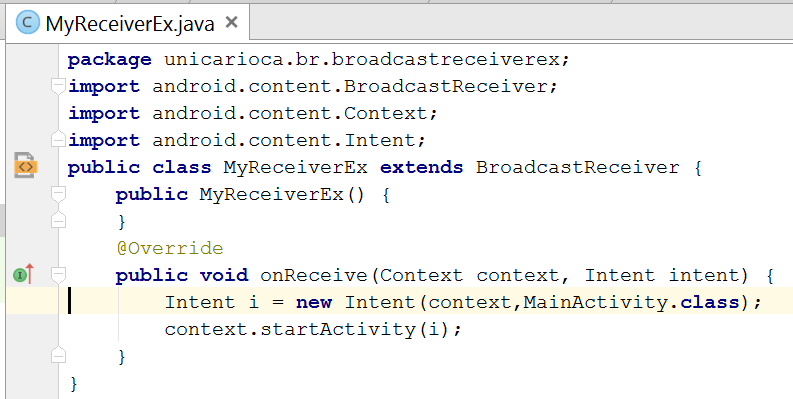 MyReceiverEx.java
package unicarioca.br.broadcastreceiverex;
import android.content.BroadcastReceiver;
import android.content.Context;
import android.content.Intent;
public class MyReceiverEx extends BroadcastReceiver {
    public MyReceiverEx() {
    }
    @Override
    public void onReceive(Context context, Intent intent) {
        Intent i = new Intent(context,MainActivity.class);
        context.startActivity(i);
    }
}